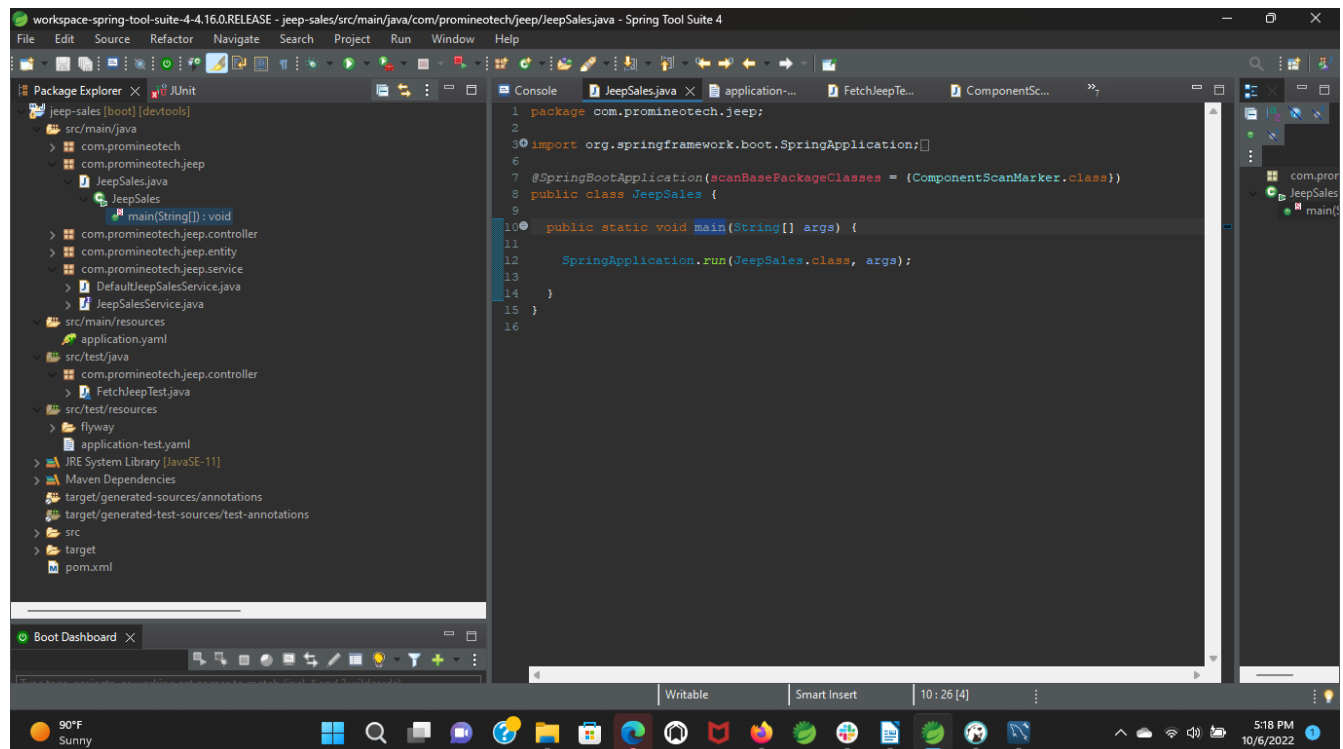 workspace-spring-tool-suite-4-4.16.0.RELEASE - jeep-sales/src/main/java/com/promineotech/jeep/JeepSales.java - Spring Tool Suite 4
File Edit Source Refactor Navigate Search Project Run Window Help
Package Explorer JUnit
jeep-sales [boot] [devtools]
src/main/java
com.promineotech
com.promineotech.jeep
JeepSales.java
JeepSales
main(String[]) : void
com.promineotech.jeep.controller
com.promineotech.jeep.entity
com.promineotech.jeep.service
DefaultJeepSalesService.java
JeepSalesService.java
src/main/resources
application.yaml
src/test/java
com.promineotech.jeep.controller
FetchJeepTest.java
src/test/resources
flyway
application-test.yaml
JRE System Library [JavaSE-11]
Maven Dependencies
target/generated-sources/annotations
target/generated-test-sources/test-annotations
src
target
pom.xml
Boot Dashboard
Console JeepSales.java application-... FetchJeepTe... ComponentSc... »7
1 package com.promineotech.jeep;
2
3 import org.springframework.boot.SpringApplication;
6
7 @SpringBootApplication(scanBasePackageClasses = {ComponentScanMarker.class})
8 public class JeepSales {
9
10 public static void main(String[] args) {
11
12 SpringApplication.run(JeepSales.class, args);
13
14 }
15 }
16
com.pror
JeepSales
main(S
Writable Smart Insert 10 : 26 [4]
90°F
Sunny
5:18 PM
10/6/2022
1